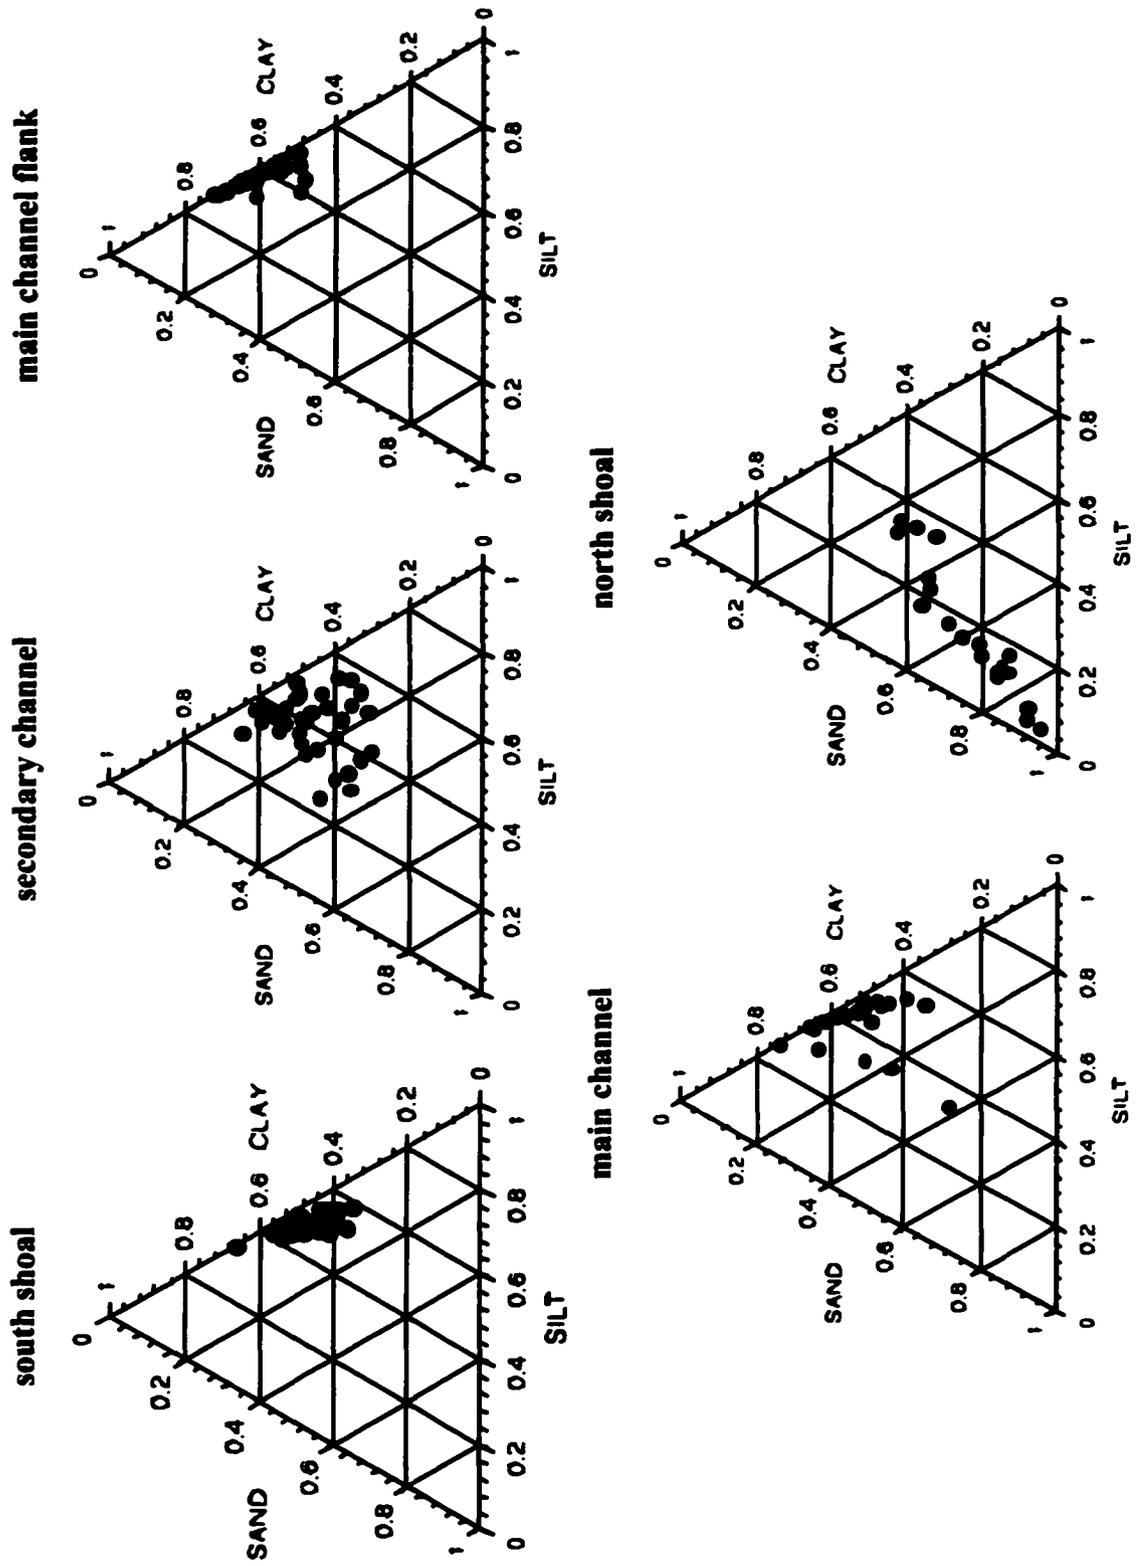 south shoal
0 1
0.2 0.8
SAND 0.4 0.6 CLAY
0.6 0.4
0.8 0.2
1 0
0 0.2 0.4 0.6 0.8 1
SILT
secondary channel
0 1
0.2 0.8
SAND 0.4 0.6 CLAY
0.6 0.4
0.8 0.2
1 0
0 0.2 0.4 0.6 0.8 1
SILT
main channel flank
0 1
0.2 0.8
SAND 0.4 0.6 CLAY
0.6 0.4
0.8 0.2
1 0
0 0.2 0.4 0.6 0.8 1
SILT
main channel
0 1
0.2 0.8
SAND 0.4 0.6 CLAY
0.6 0.4
0.8 0.2
1 0
0 0.2 0.4 0.6 0.8 1
SILT
north shoal
0 1
0.2 0.8
SAND 0.4 0.6 CLAY
0.6 0.4
0.8 0.2
1 0
0 0.2 0.4 0.6 0.8 1
SILT